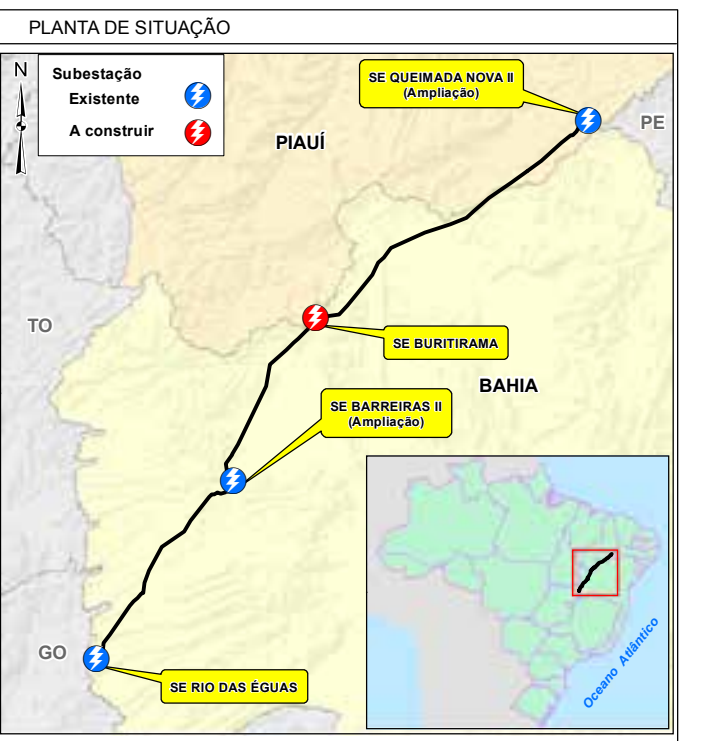 PLANTA DE SITUAÇÃO
N
Subestação
Existente
A construir
SE QUEIMADA NOVA II
(Ampliação)
PE
PIAUÍ
TO
SE BURITIRAMA
BAHIA
SE BARREIRAS II
(Ampliação)
GO
SE RIO DAS ÉGUAS
Oceano Atlântico